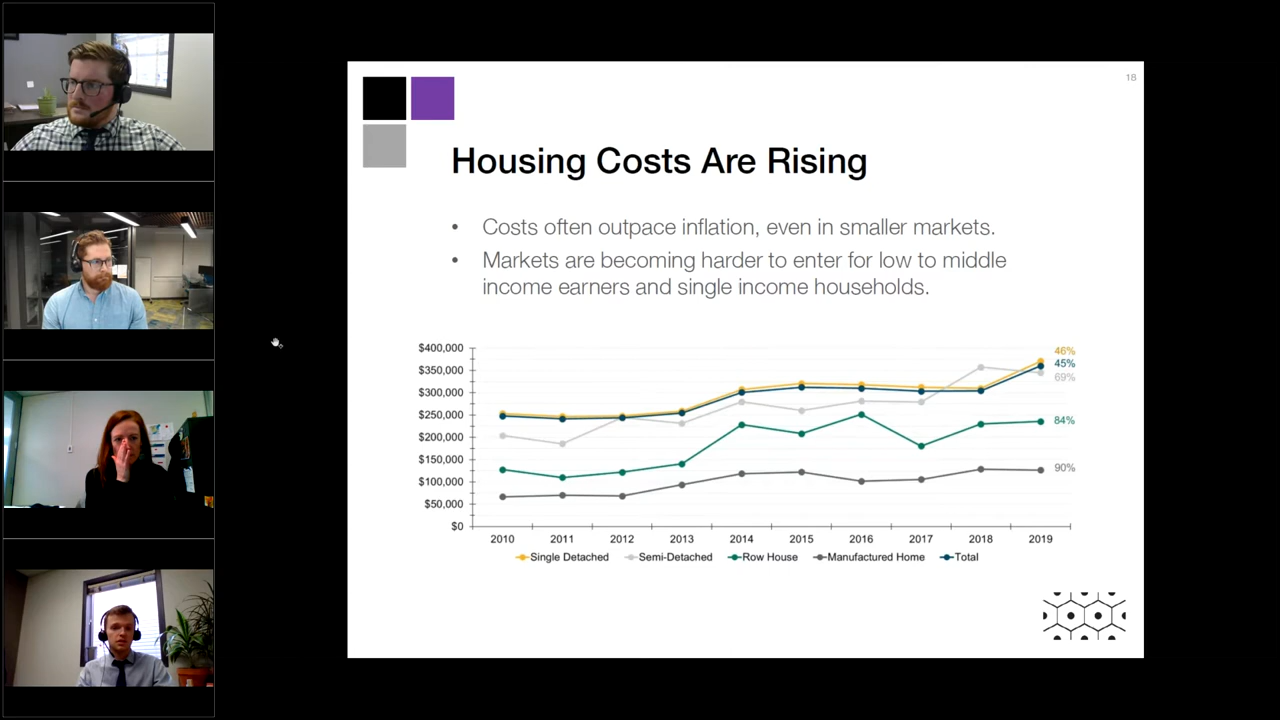 18
Housing Costs Are Rising
• Costs often outpace inflation, even in smaller markets.
• Markets are becoming harder to enter for low to middle
income earners and single income households.
$400,000
$350,000
$300,000
$250,000
$200,000
$150,000
$100,000
$50,000
$0
46%
45%
69%
84%
90%
2010 2011 2012 2013 2014 2015 2016 2017 2018 2019
Single Detached Semi-Detached Row House Manufactured Home Total